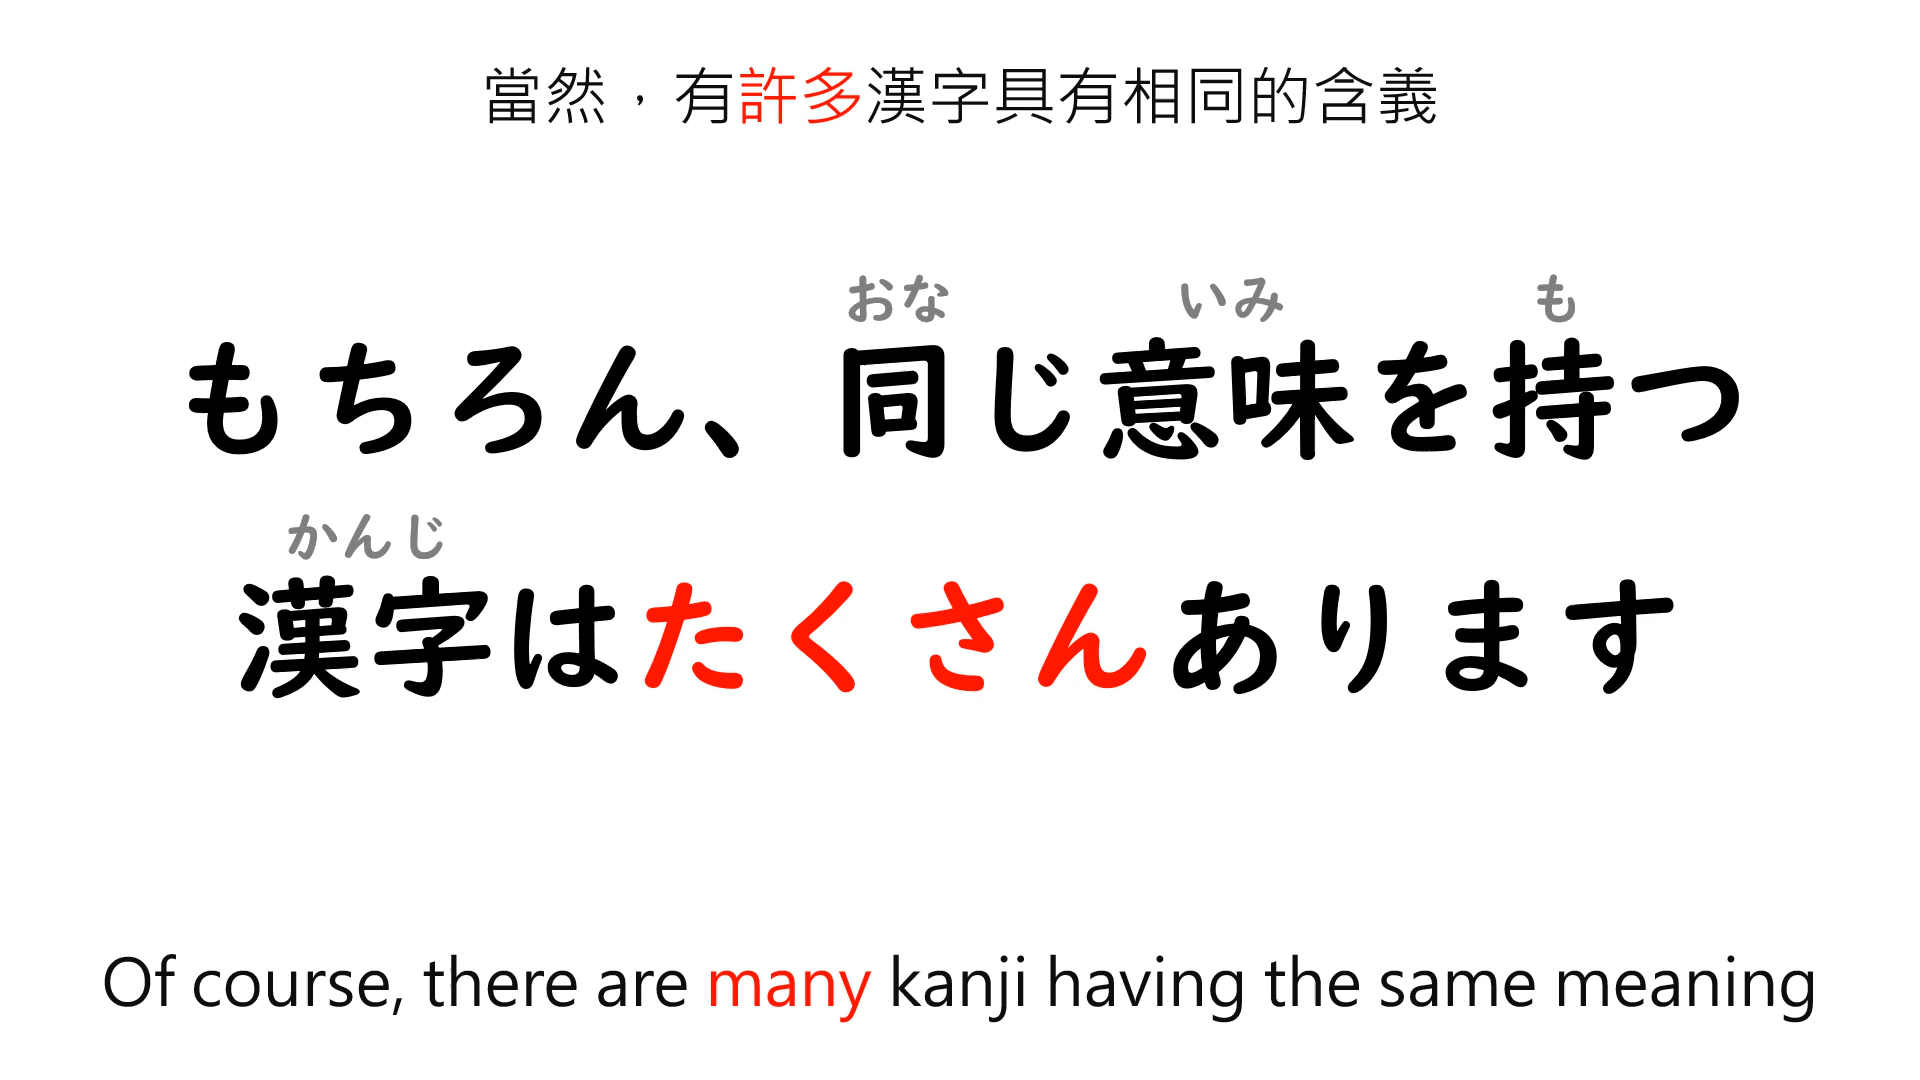 當然，有許多漢字具有相同的含義
おな いみ も
もちろん、同じ意味を持つ
かんじ
漢字はたくさんあります
Of course, there are many kanji having the same meaning